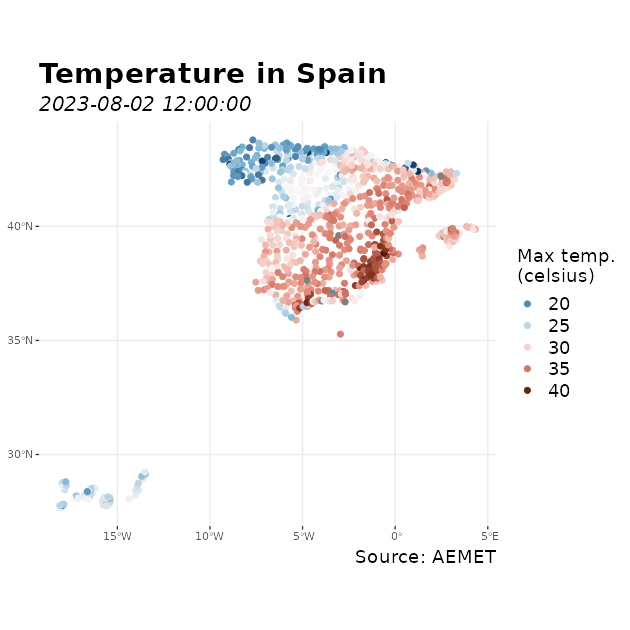 Temperature in Spain
2023-08-02 12:00:00
40°N
35°N
30°N
15°W
10°W
5°W
0°
5°E
Max temp.
(celsius)
20
25
30
35
40
Source: AEMET